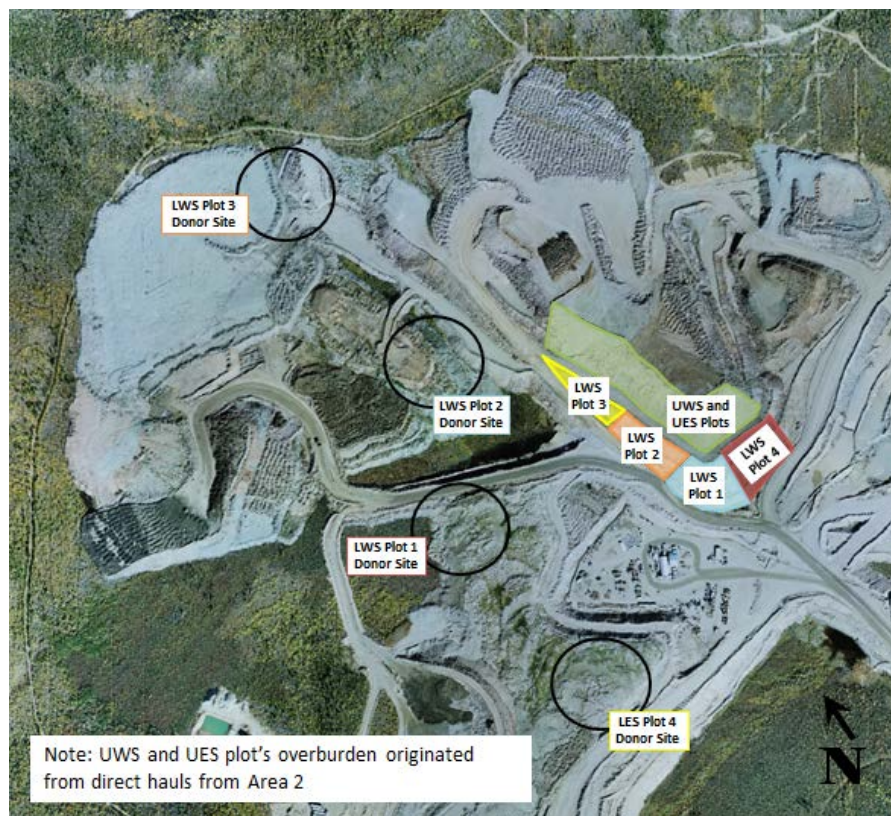 LWS Plot 3
Donor Site
LWS Plot 2
Donor Site
LWS
Plot 3
LWS
Plot 2
UWS and
UES Plots
LWS
Plot 4
LWS
Plot 1
LWS Plot 1
Donor Site
LES Plot 4
Donor Site
Note: UWS and UES plot's overburden originated
from direct hauls from Area 2
N